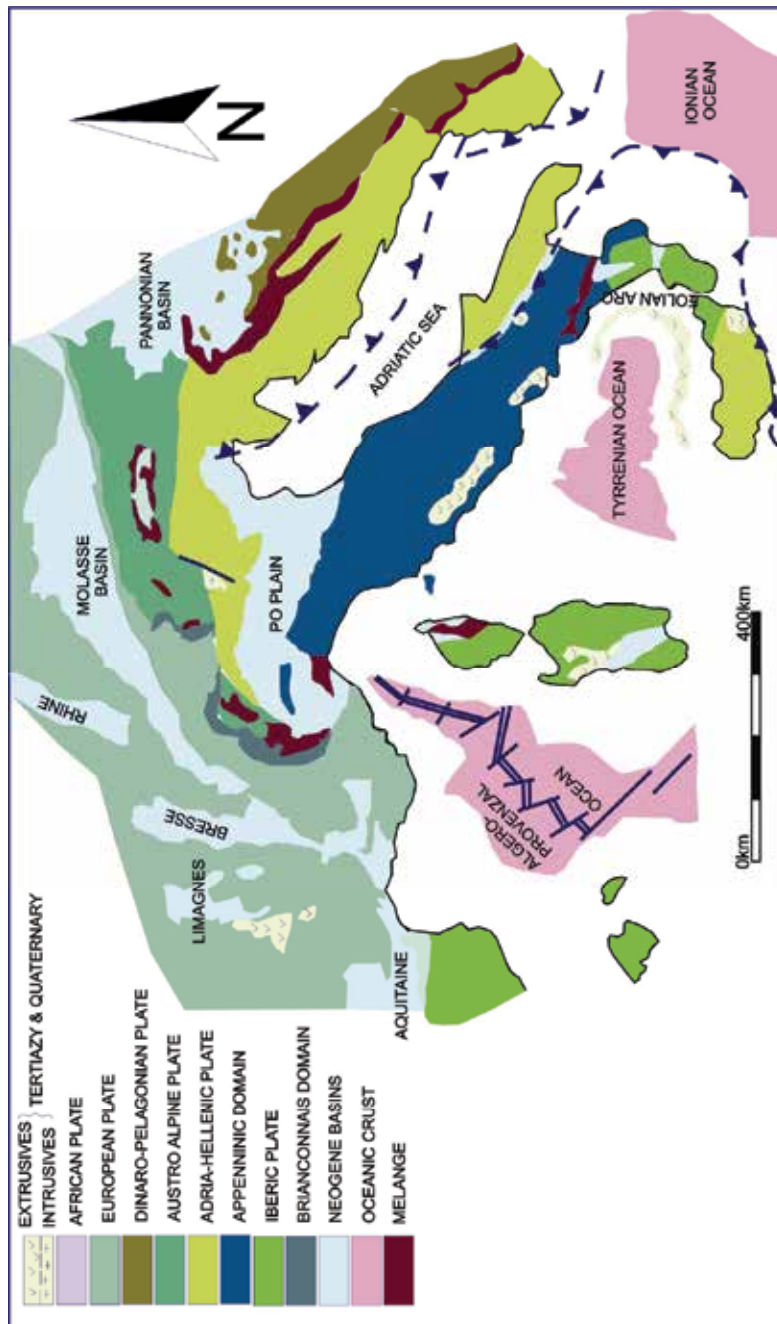 EXTRUSIVES
INTRUSIVES
TERTIAZY & QUATERNARY
AFRICAN PLATE
EUROPEAN PLATE
DINARO-PELAGONIAN PLATE
AUSTRO ALPINE PLATE
ADRIA-HELLENIC PLATE
APPENNINIC DOMAIN
IBERIC PLATE
BRIANCONNAIS DOMAIN
NEOGENE BASINS
OCEANIC CRUST
MELANGE
N
RHINE
MOLASSE
BASIN
PANNONIAN
BASIN
BRESSE
LIMAGNES
AQUITAINE
PO PLAIN
ADRIATIC SEA
ALGERO-
PROVENZAL
OCEAN
TYRRENIAN OCEAN
EOLIAN ARC
IONIAN
OCEAN
0km
400km